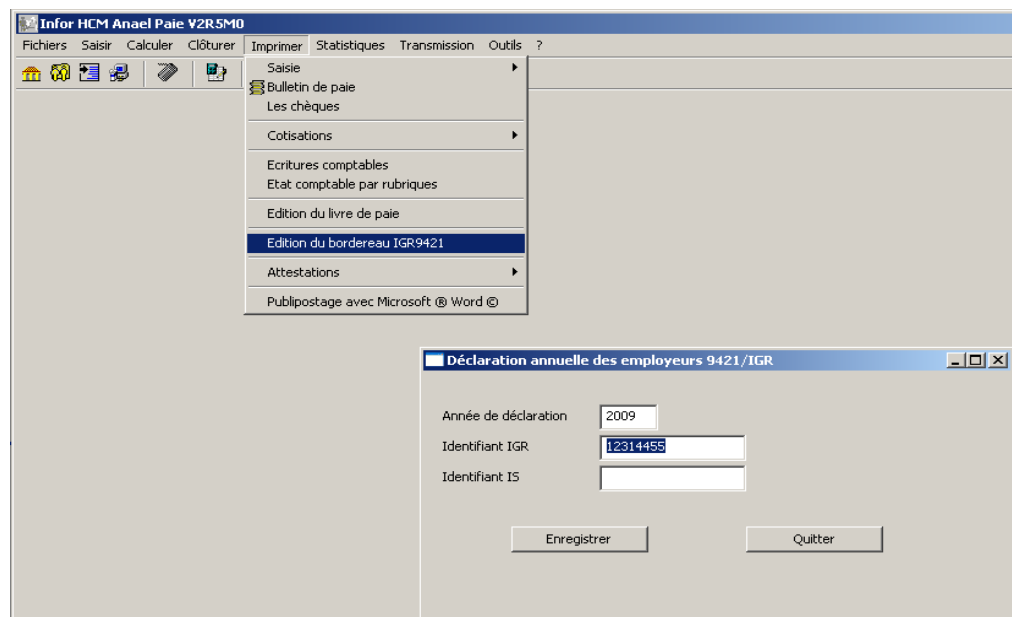 Infor HCM Anael Paie V2R5M0
Fichiers Saisir Calculer Clôturer Imprimer Statistiques Transmission Outils ?
Saisie
Bulletin de paie
Les chèques
Cotisations
Ecritures comptables
Etat comptable par rubriques
Edition du livre de paie
Edition du bordereau IGR9421
Attestations
Publipostage avec Microsoft ® Word ©
Déclaration annuelle des employeurs 9421/IGR
Année de déclaration 2009
Identifiant IGR 12314455
Identifiant IS
Enregistrer Quitter